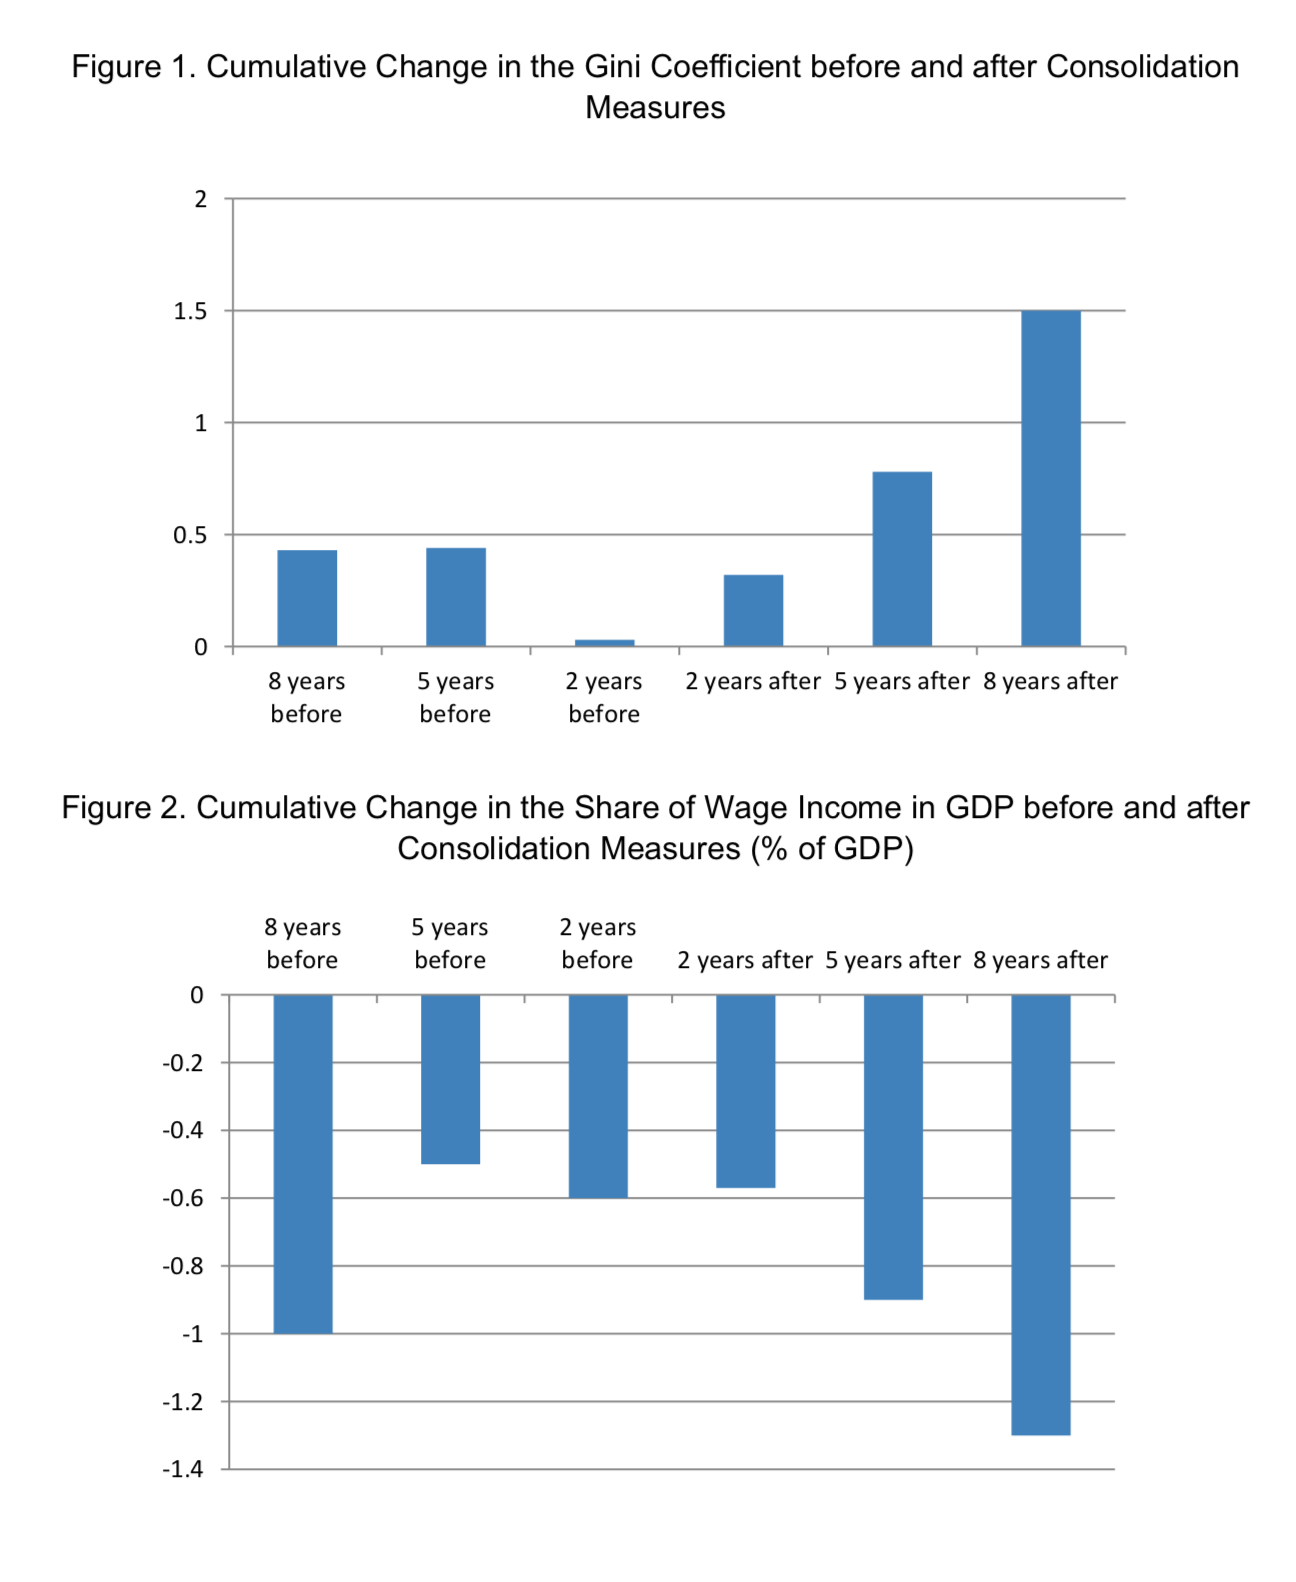 Figure 1. Cumulative Change in the Gini Coefficient before and after Consolidation
Measures
2
1.5
1
0.5
0
8 years before
5 years before
2 years before
2 years after
5 years after
8 years after
Figure 2. Cumulative Change in the Share of Wage Income in GDP before and after
Consolidation Measures (% of GDP)
8 years before
5 years before
2 years before
2 years after
5 years after
8 years after
0
-0.2
-0.4
-0.6
-0.8
-1
-1.2
-1.4